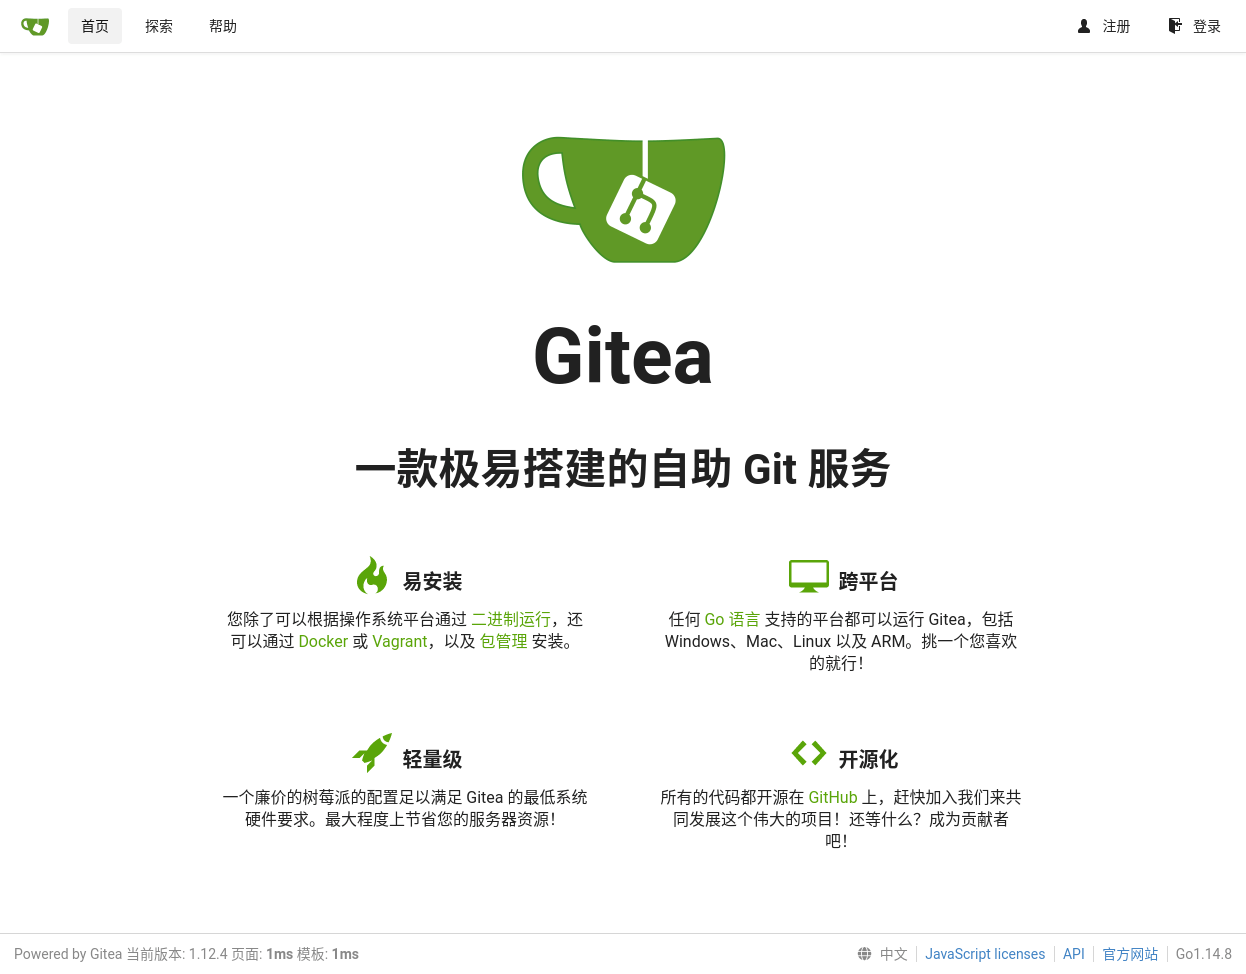 首页 探索 帮助 注册 登录
Gitea
一款极易搭建的自助 Git 服务
易安装
您除了可以根据操作系统平台通过 二进制运行，还
可以通过 Docker 或 Vagrant，以及 包管理 安装。
跨平台
任何 Go 语言 支持的平台都可以运行 Gitea，包括
Windows、Mac、Linux 以及 ARM。挑一个您喜欢
的就行！
轻量级
一个廉价的树莓派的配置足以满足 Gitea 的最低系统
硬件要求。最大程度上节省您的服务器资源！
开源化
所有的代码都开源在 GitHub 上，赶快加入我们来共
同发展这个伟大的项目！还等什么？成为贡献者
吧！
Powered by Gitea 当前版本: 1.12.4 页面: 1ms 模板: 1ms 中文 JavaScript licenses API 官方网站 Go1.14.8